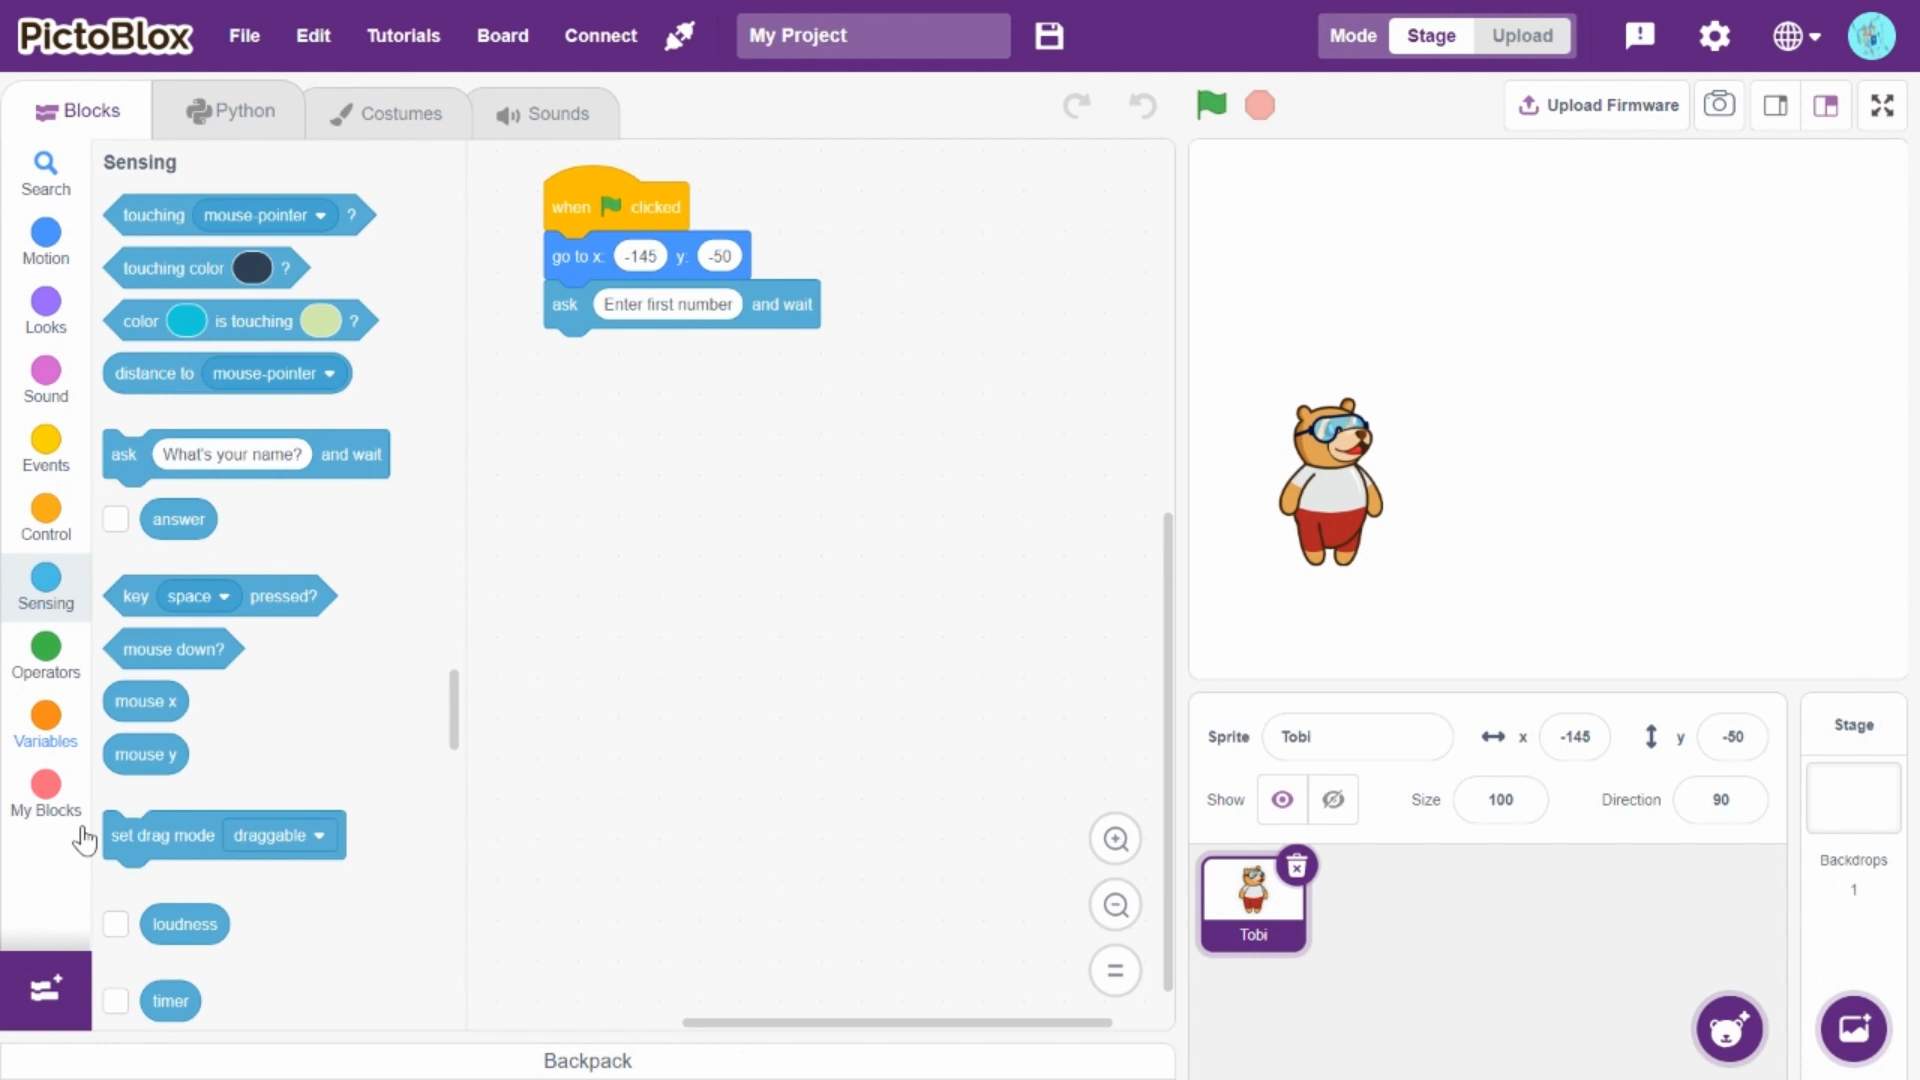 PictoBlox File Edit Tutorials Board Connect My Project Mode Stage Upload
Blocks Python Costumes Sounds Upload Firmware
Search
Motion
Looks
Sound
Events
Control
Sensing
Operators
Variables
My Blocks
Sensing
touching mouse-pointer ?
touching color ?
color is touching ?
distance to mouse-pointer
ask What's your name? and wait
answer
key space pressed?
mouse down?
mouse x
mouse y
set drag mode draggable
loudness
timer
when clicked
go to x: -145 y: -50
ask Enter first number and wait
Backpack
Sprite Tobi x -145 y -50
Show Size 100 Direction 90
Tobi
Stage
Backdrops
1